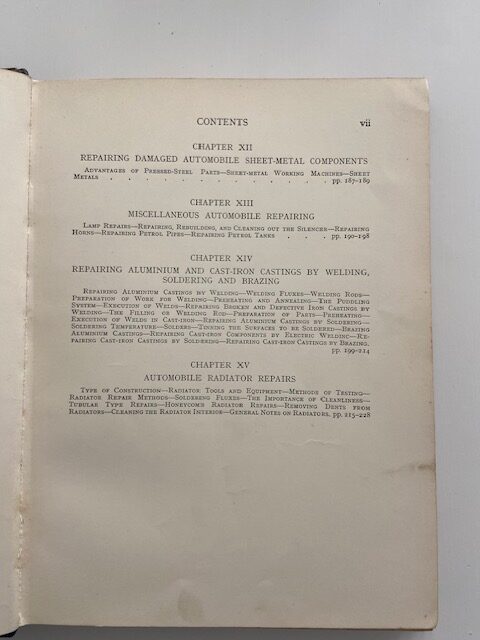 CONTENTS vii
CHAPTER XII
REPAIRING DAMAGED AUTOMOBILE SHEET-METAL COMPONENTS
Advantages of Pressed-Steel Parts—Sheet-metal Working Machines—Sheet
Metals . . . . . . . . . . . . pp. 187-189
CHAPTER XIII
MISCELLANEOUS AUTOMOBILE REPAIRING
Lamp Repairs—Repairing, Rebuilding, and Cleaning out the Silencer—Repairing
Horns—Repairing Petrol Pipes—Repairing Petrol Tanks . . . pp. 190-198
CHAPTER XIV
REPAIRING ALUMINIUM AND CAST-IRON CASTINGS BY WELDING,
SOLDERING AND BRAZING
Repairing Aluminium Castings by Welding—Welding Fluxes—Welding Rods—
Preparation of Work for Welding—Preheating and Annealing—The Puddling
System—Execution of Welds—Repairing Broken and Defective Iron Castings by
Welding—The Filling or Welding Rod—Preparation of Parts—Preheating—
Execution of Welds in Cast-iron—Repairing Aluminium Castings by Soldering—
Soldering Temperature—Solders—Tinning the Surfaces to be Soldered—Brazing
Aluminium Castings—Repairing Cast-iron Components by Electric Welding—Re-
pairing Cast-iron Castings by Soldering—Repairing Cast-iron Castings by Brazing.
pp. 199-214
CHAPTER XV
AUTOMOBILE RADIATOR REPAIRS
Type of Construction—Radiator Tools and Equipment—Methods of Testing—
Radiator Repair Methods—Soldering Fluxes—The Importance of Cleanliness—
Tubular Type Repairs—Honeycomb Radiator Repairs—Removing Dents from
Radiators—Cleaning the Radiator Interior—General Notes on Radiators. pp. 215-228